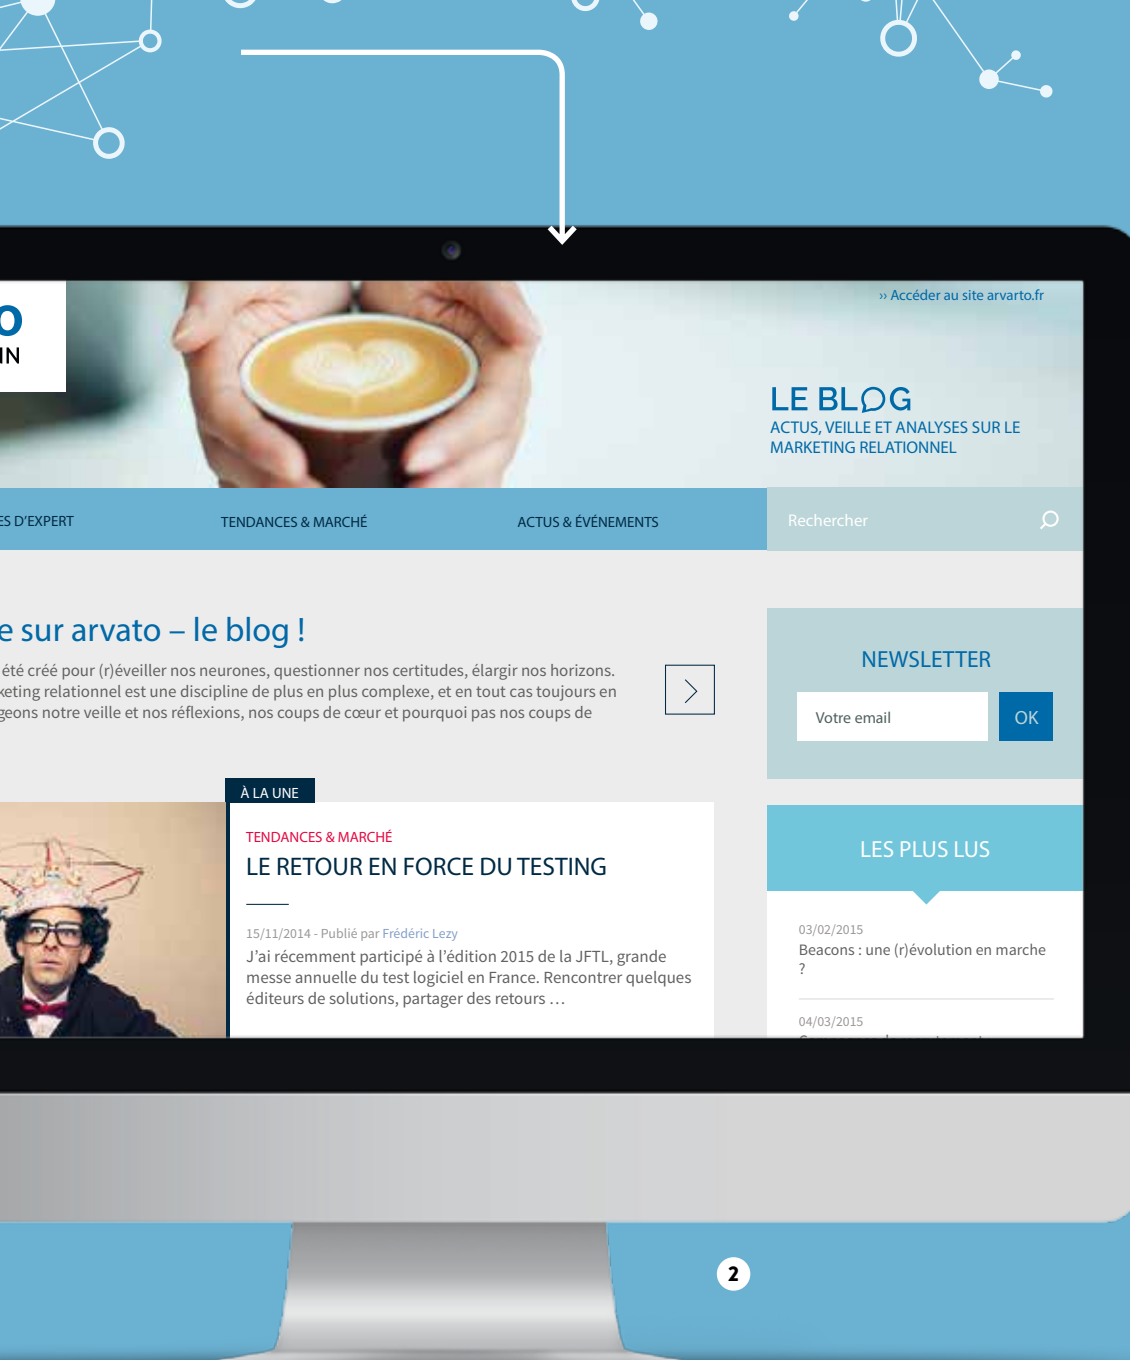 ›› Accéder au site arvarto.fr
O
IN
LE BLOG
ACTUS, VEILLE ET ANALYSES SUR LE
MARKETING RELATIONNEL
ES D'EXPERT
TENDANCES & MARCHÉ
ACTUS & ÉVÉNEMENTS
Rechercher
e sur arvato – le blog !
été créé pour (r)éveiller nos neurones, questionner nos certitudes, élargir nos horizons.
keting relationnel est une discipline de plus en plus complexe, et en tout cas toujours en
geons notre veille et nos réflexions, nos coups de cœur et pourquoi pas nos coups de
NEWSLETTER
Votre email
OK
À LA UNE
TENDANCES & MARCHÉ
LE RETOUR EN FORCE DU TESTING
15/11/2014 - Publié par Frédéric Lezy
J'ai récemment participé à l'édition 2015 de la JFTL, grande
messe annuelle du test logiciel en France. Rencontrer quelques
éditeurs de solutions, partager des retours …
LES PLUS LUS
03/02/2015
Beacons : une (r)évolution en marche
?
04/03/2015
2